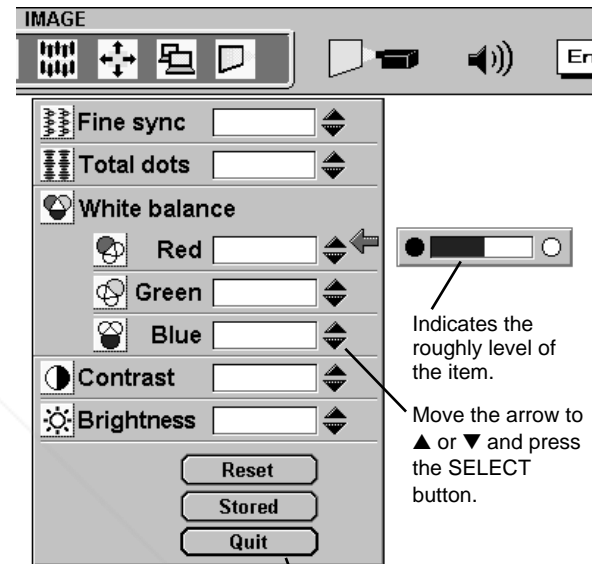 IMAGE
En
Fine sync
Total dots
White balance
Red
Green
Blue
Contrast
Brightness
Reset
Stored
Quit
Indicates the
roughly level of
the item.
Move the arrow to
▲ or ▼ and press
the SELECT
button.